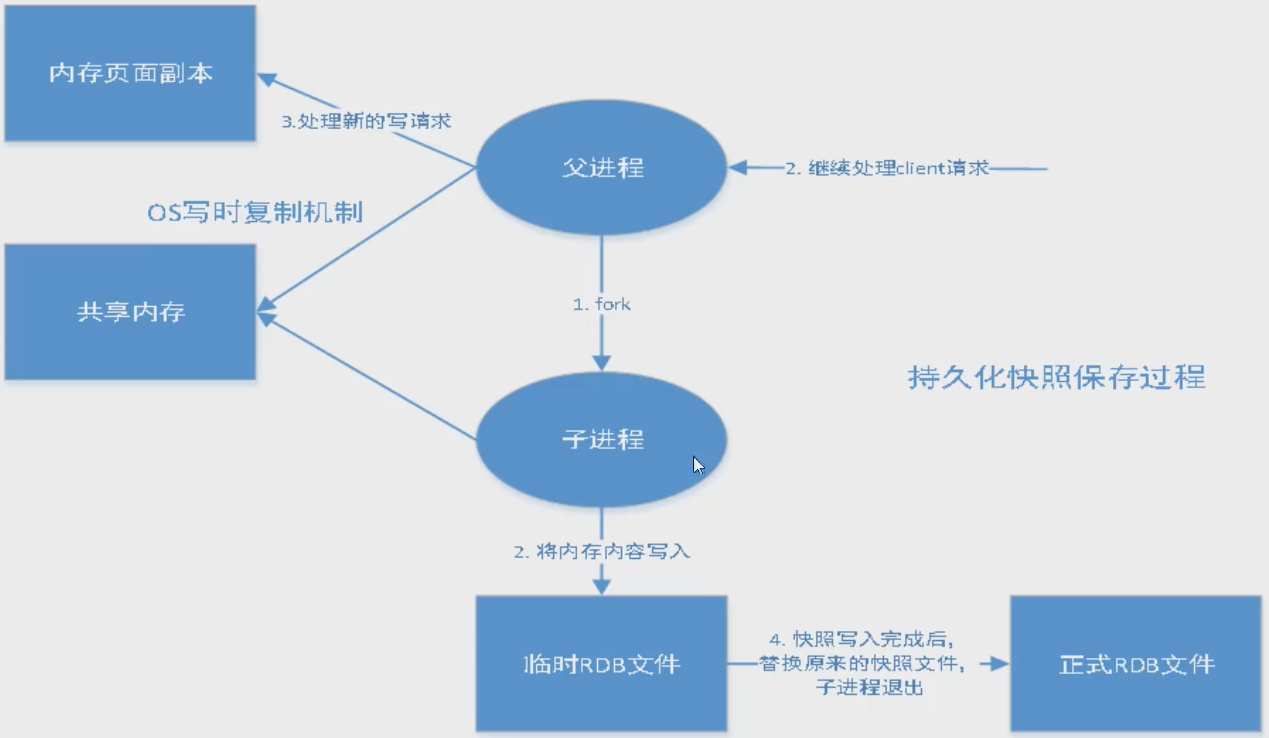 内存页面副本
3.处理新的写请求
父进程
2. 继续处理client请求
OS写时复制机制
共享内存
1. fork
持久化快照保存过程
子进程
2. 将内存内容写入
临时RDB文件
4. 快照写入完成后,
替换原来的快照文件,
子进程退出
正式RDB文件